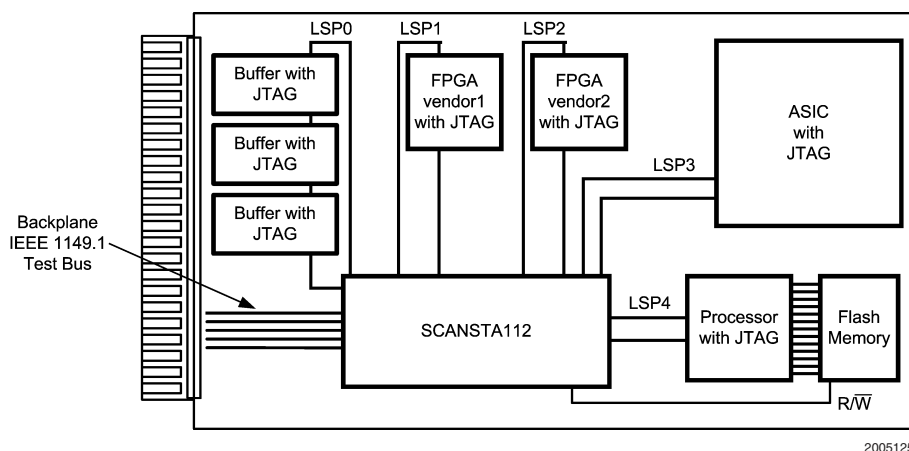 LSP0
LSP1
LSP2
Buffer with
JTAG
Buffer with
JTAG
Buffer with
JTAG
FPGA
vendor1
with JTAG
FPGA
vendor2
with JTAG
ASIC
with
JTAG
LSP3
Backplane
IEEE 1149.1
Test Bus
SCANSTA112
LSP4
Processor
with JTAG
Flash
Memory
R/W̅
2005125